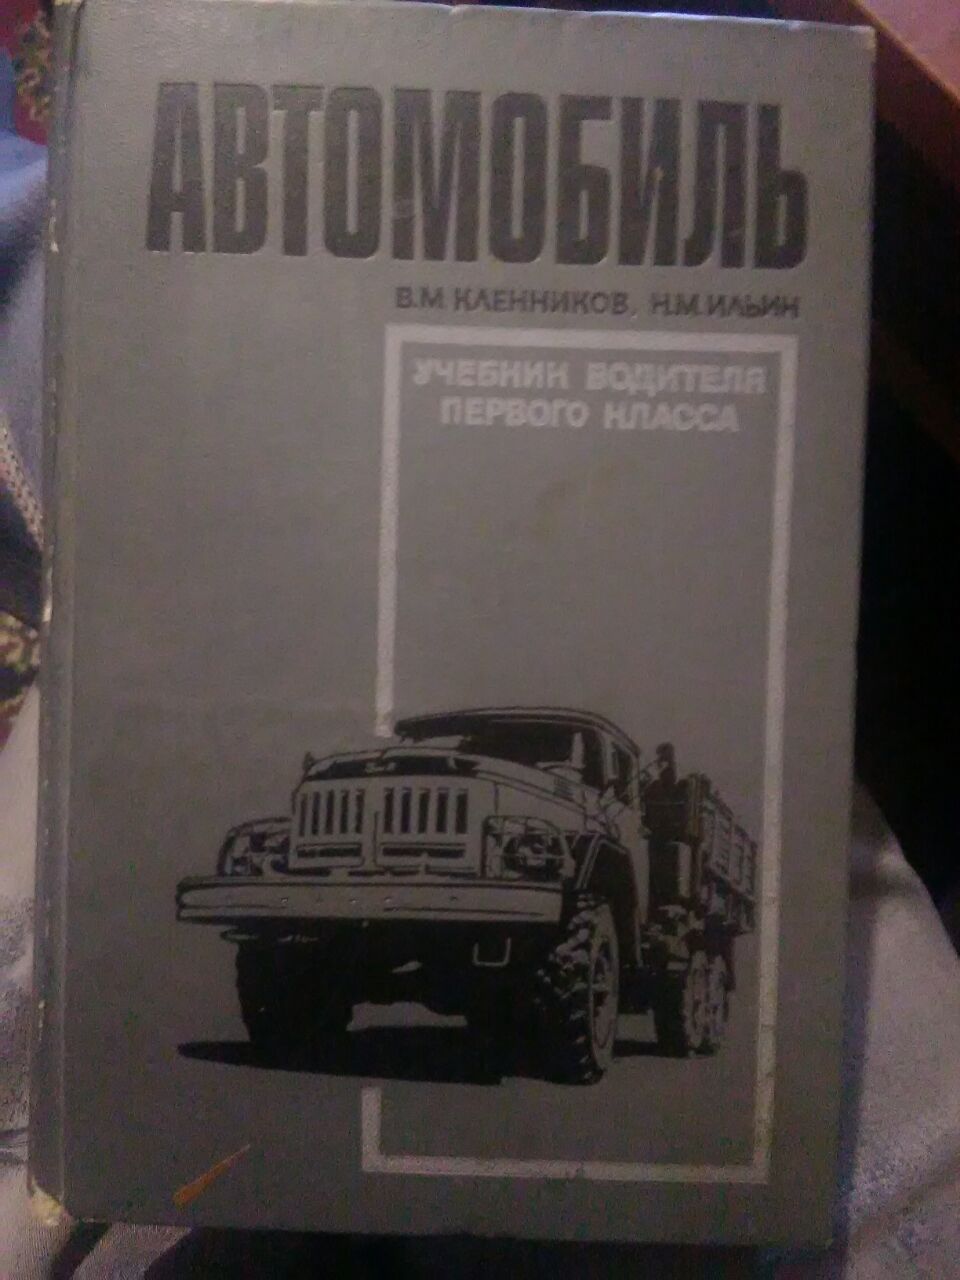 АВТОМОБИЛЬ
В.М. КЛЕННИКОВ, Н.М. ИЛЬИН
УЧЕБНИК ВОДИТЕЛЯ
ПЕРВОГО КЛАССА